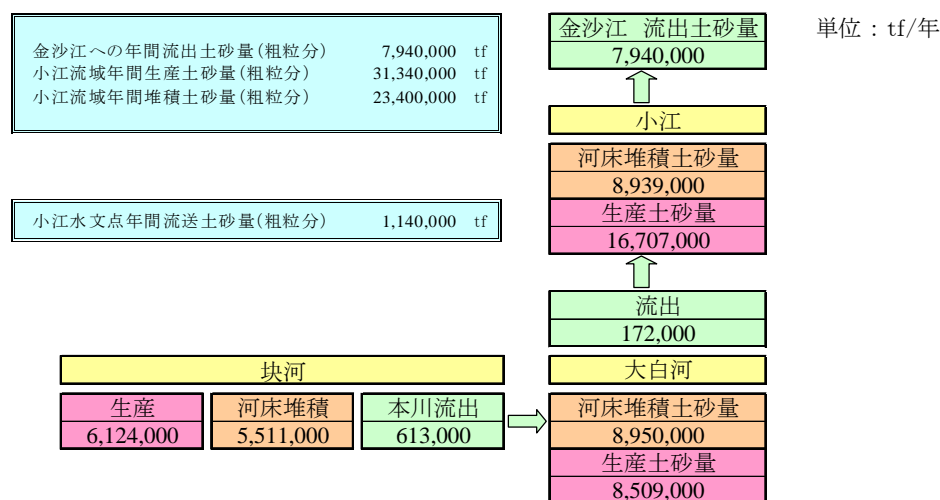 単位：tf/年
金沙江への年間流出土砂量(粗粒分) 7,940,000 tf
小江流域年間生産土砂量(粗粒分) 31,340,000 tf
小江流域年間堆積土砂量(粗粒分) 23,400,000 tf
金沙江 流出土砂量
7,940,000
小江
河床堆積土砂量
8,939,000
生産土砂量
16,707,000
小江水文点年間流送土砂量(粗粒分) 1,140,000 tf
流出
172,000
块河
大白河
生産 河床堆積 本川流出
6,124,000 5,511,000 613,000
河床堆積土砂量
8,950,000
生産土砂量
8,509,000